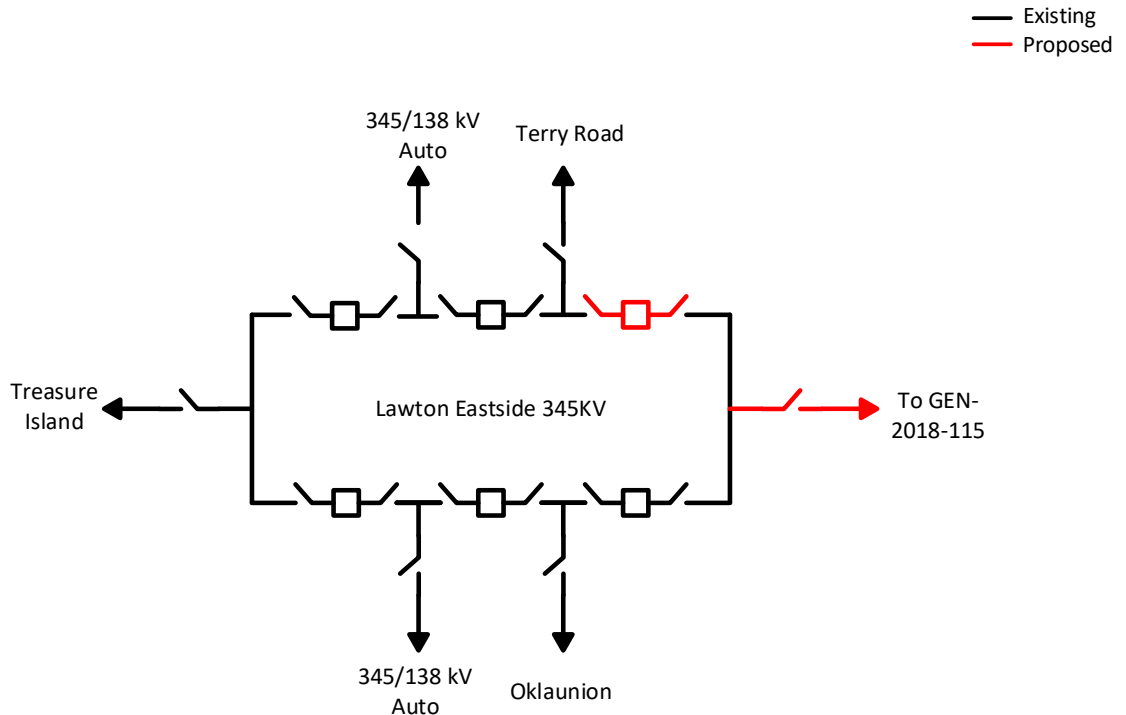 Existing
Proposed
345/138 kV
Auto
Terry Road
Treasure
Island
Lawton Eastside 345KV
To GEN-
2018-115
345/138 kV
Auto
Oklaunion